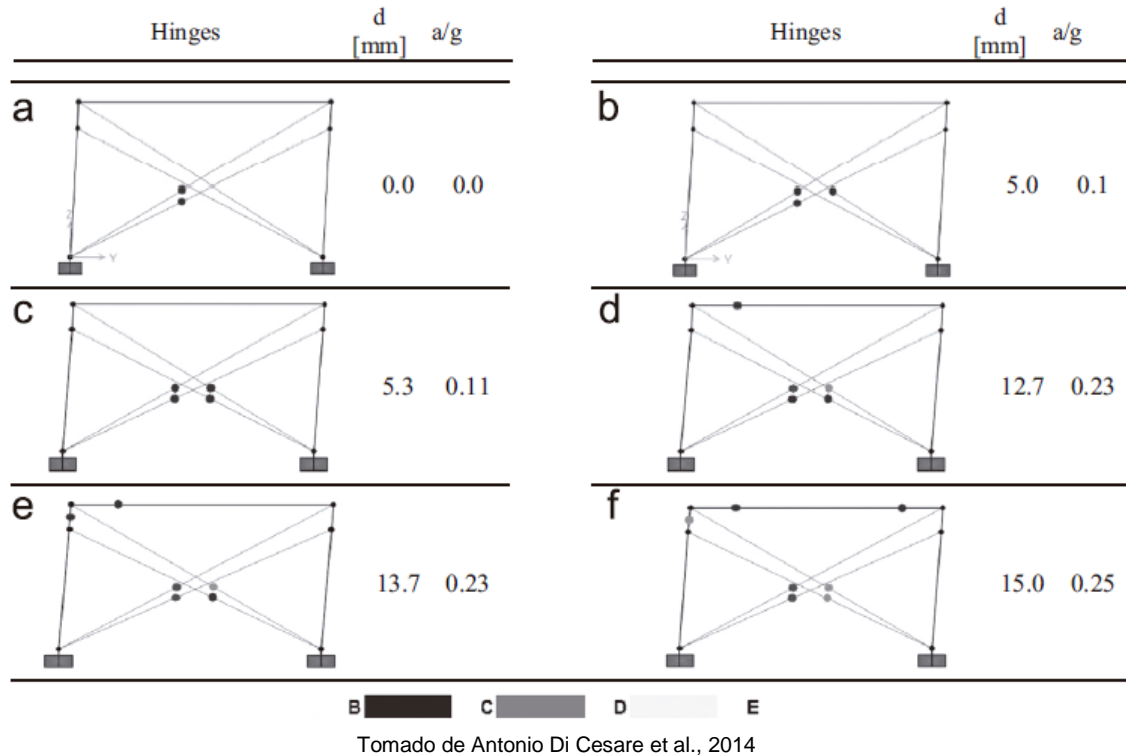 Hinges d [mm] a/g
Hinges d [mm] a/g
a
0.0 0.0
Z
Y
b
5.0 0.1
Z
Y
c
5.3 0.11
d
12.7 0.23
e
13.7 0.23
f
15.0 0.25
B C D E
Tomado de Antonio Di Cesare et al., 2014